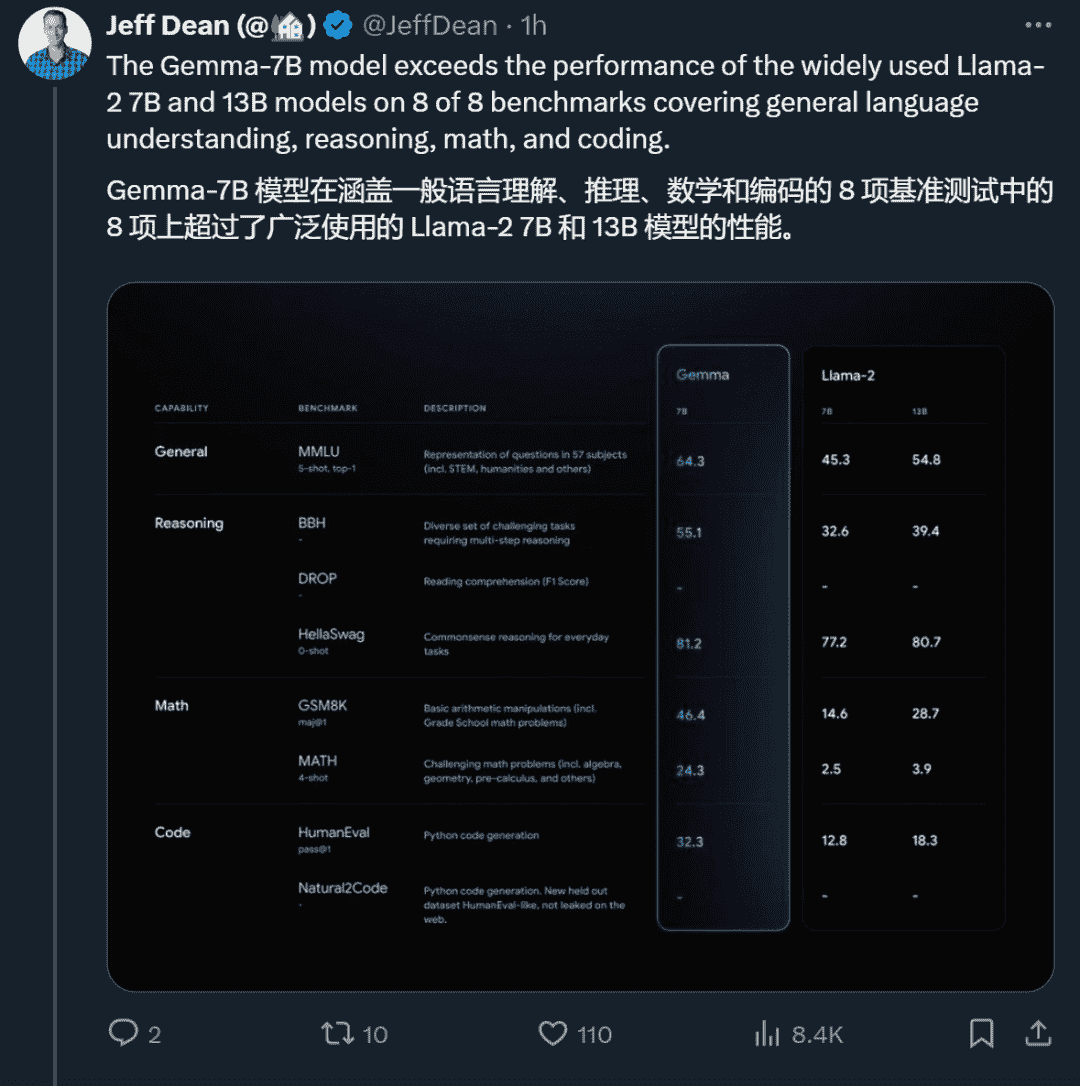 Jeff Dean (@🏡) @JeffDean · 1h
The Gemma-7B model exceeds the performance of the widely used Llama-
2 7B and 13B models on 8 of 8 benchmarks covering general language
understanding, reasoning, math, and coding.
Gemma-7B 模型在涵盖一般语言理解、推理、数学和编码的 8 项基准测试中的
8 项上超过了广泛使用的 Llama-2 7B 和 13B 模型的性能。
Gemma Llama-2
CAPABILITY BENCHMARK DESCRIPTION 7B 7B 13B
General MMLU Representation of questions in 57 subjects 64.3 45.3 54.8
5-shot, top-1 (incl. STEM, humanities and others)
Reasoning BBH Diverse set of challenging tasks 55.1 32.6 39.4
- requiring multi-step reasoning
DROP Reading comprehension (F1 Score) - - -
-
HellaSwag Commonsense reasoning for everyday 81.2 77.2 80.7
0-shot tasks
Math GSM8K Basic arithmetic manipulations (incl. 46.4 14.6 28.7
maj@1 Grade School math problems)
MATH Challenging math problems (incl. algebra, 24.3 2.5 3.9
4-shot geometry, pre-calculus, and others)
Code HumanEval Python code generation 32.3 12.8 18.3
pass@1
Natural2Code Python code generation. New held out - - -
- dataset HumanEval-like, not leaked on the
web.
2 10 110 8.4K